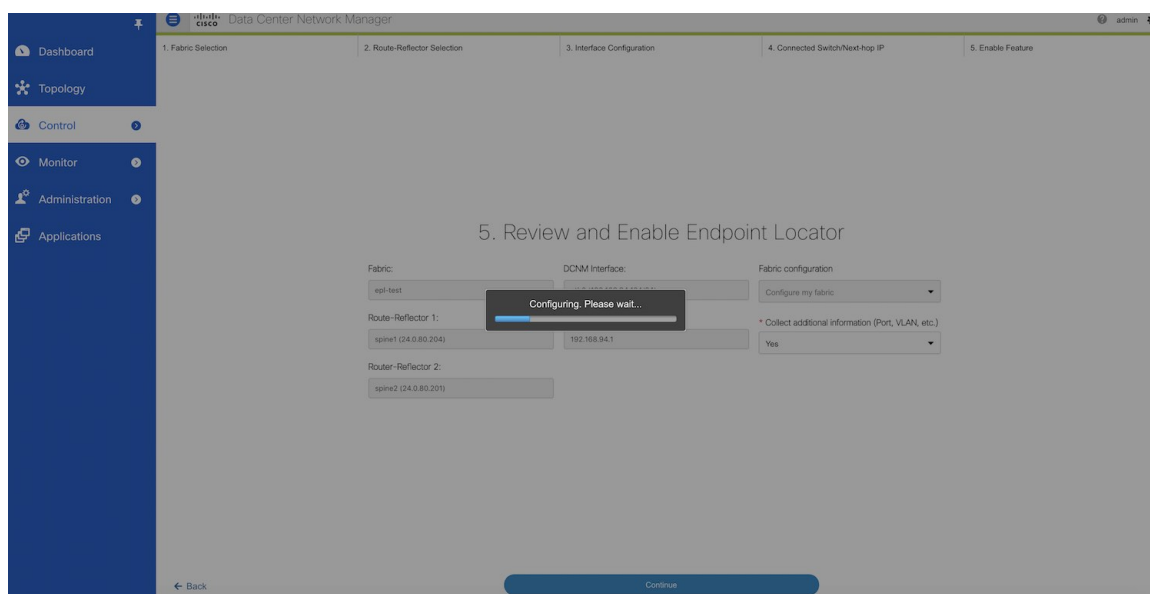 CISCO Data Center Network Manager
admin
Dashboard
Topology
Control
Monitor
Administration
Applications
1. Fabric Selection
2. Route-Reflector Selection
3. Interface Configuration
4. Connected Switch/Next-hop IP
5. Enable Feature
5. Review and Enable Endpoint Locator
Fabric:
epl-test
Route-Reflector 1:
spine1 (24.0.80.204)
Router-Reflector 2:
spine2 (24.0.80.201)
DCNM Interface:
192.168.94.1
Fabric configuration
Configure my fabric
* Collect additional information (Port, VLAN, etc.)
Yes
Configuring. Please wait...
← Back
Continue